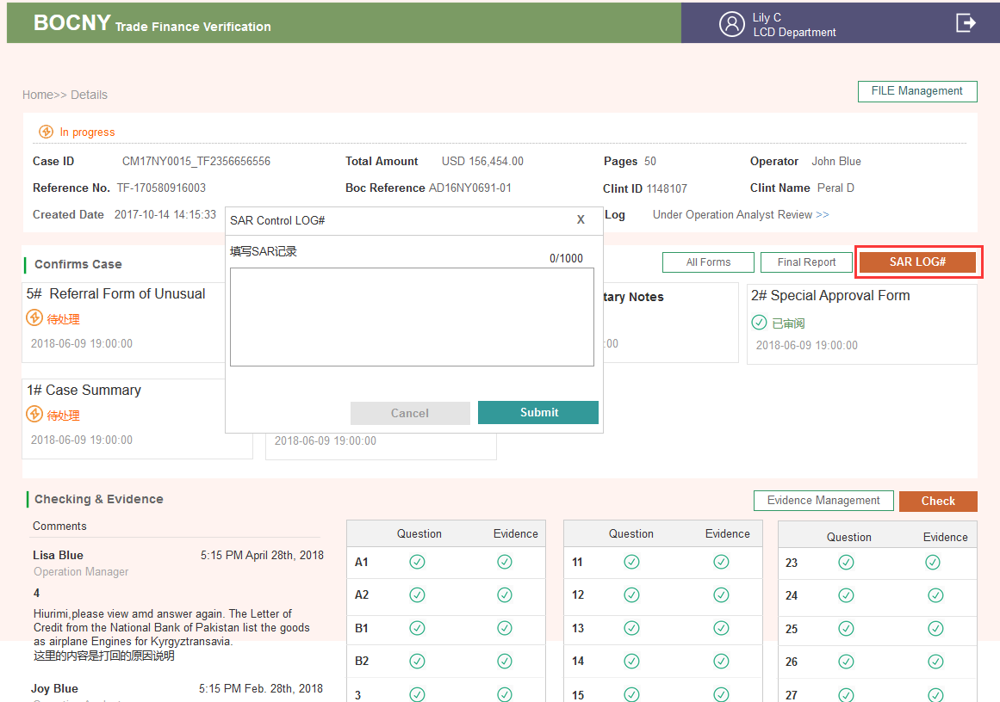 BOCNY Trade Finance Verification
Lily C
LCD Department
Home>> Details
FILE Management
In progress
Case ID CM17NY0015_TF2356656556 Total Amount USD 156,454.00 Pages 50 Operator John Blue
Reference No. TF-170580916003 Boc Reference AD16NY0691-01 Clint ID 1148107 Clint Name Peral D
Created Date 2017-10-14 14:15:33 Log Under Operation Analyst Review >>
SAR Control LOG# X
填写SAR记录
0/1000
Cancel Submit
Confirms Case All Forms Final Report SAR LOG#
5# Referral Form of Unusual
待处理
2018-06-09 19:00:00
tary Notes
:00
2# Special Approval Form
已审阅
2018-06-09 19:00:00
1# Case Summary
待处理
2018-06-09 19:00:00
2018-06-09 19:00:00
Checking & Evidence Evidence Management Check
Comments
Lisa Blue 5:15 PM April 28th, 2018
Operation Manager
4
Hiurimi,please view amd answer again. The Letter of
Credit from the National Bank of Pakistan list the goods
as airplane Engines for Kyrgyztransavia.
这里的内容是打回的原因说明
Joy Blue 5:15 PM Feb. 28th, 2018
Question Evidence
A1
A2
B1
B2
3
Question Evidence
11
12
13
14
15
Question Evidence
23
24
25
26
27